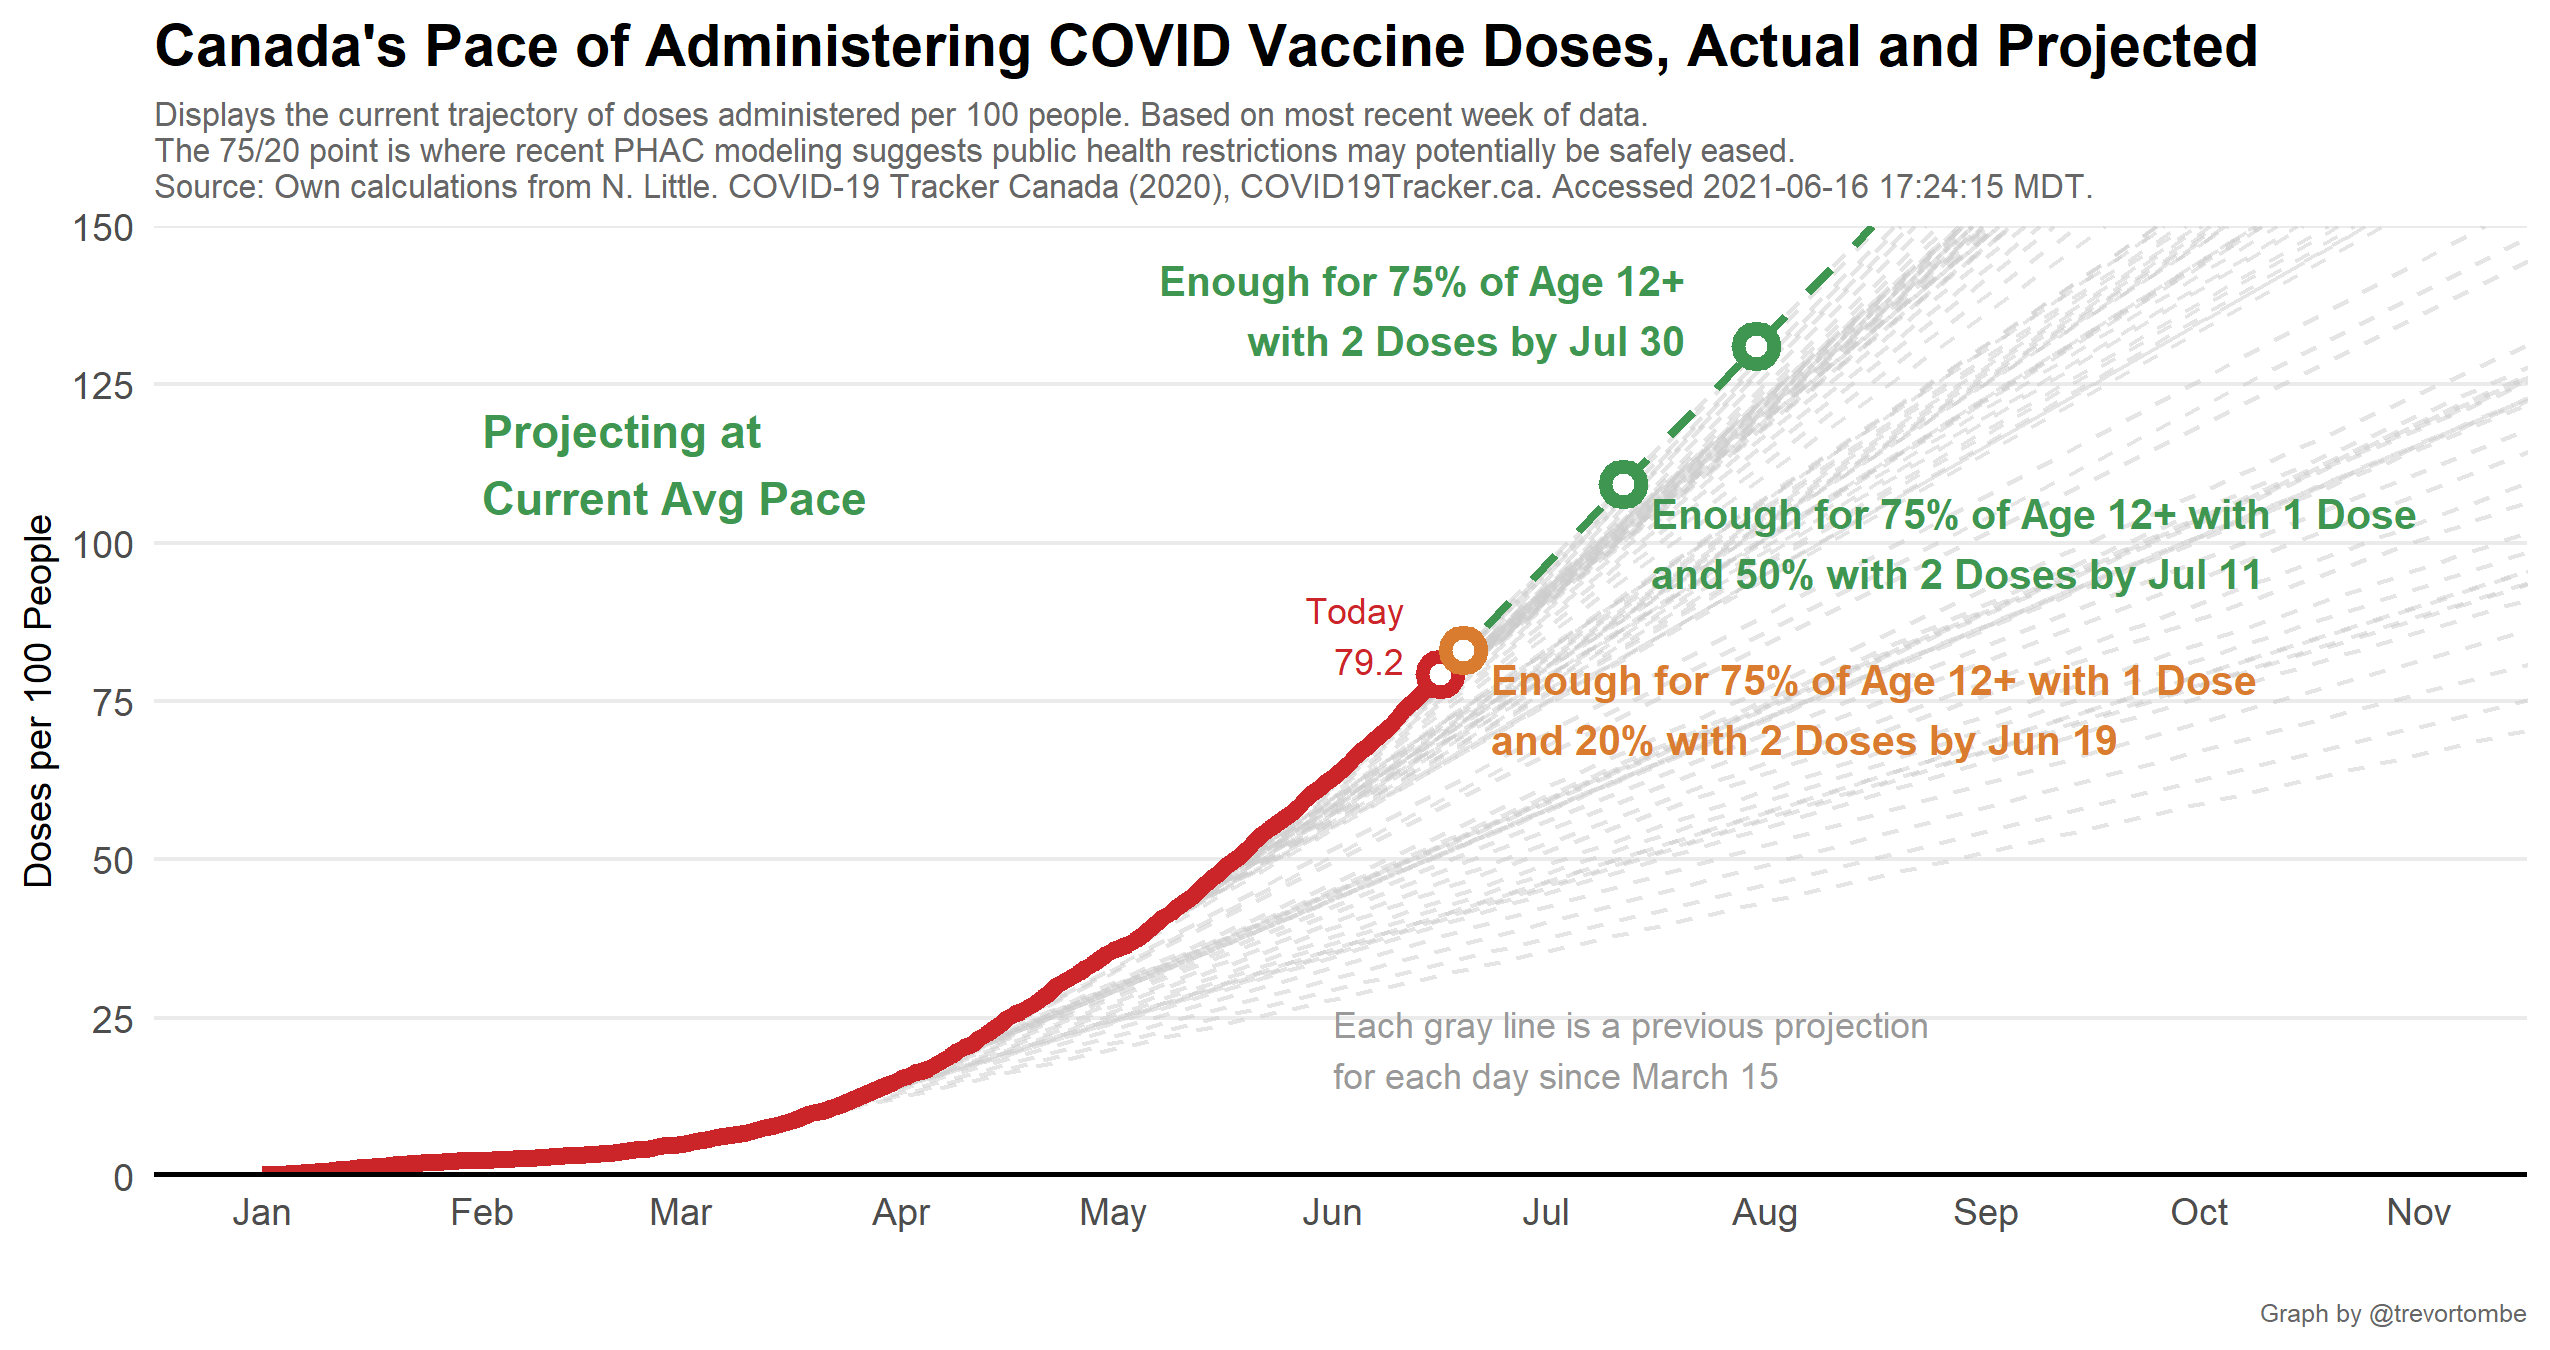 Canada's Pace of Administering COVID Vaccine Doses, Actual and Projected
Displays the current trajectory of doses administered per 100 people. Based on most recent week of data.
The 75/20 point is where recent PHAC modeling suggests public health restrictions may potentially be safely eased.
Source: Own calculations from N. Little. COVID-19 Tracker Canada (2020), COVID19Tracker.ca. Accessed 2021-06-16 17:24:15 MDT.
150
125
100
75
50
25
0
Doses per 100 People
Enough for 75% of Age 12+
with 2 Doses by Jul 30
Projecting at
Current Avg Pace
Enough for 75% of Age 12+ with 1 Dose
and 50% with 2 Doses by Jul 11
Today
79.2
Enough for 75% of Age 12+ with 1 Dose
and 20% with 2 Doses by Jun 19
Each gray line is a previous projection
for each day since March 15
Jan Feb Mar Apr May Jun Jul Aug Sep Oct Nov
Graph by @trevortombe